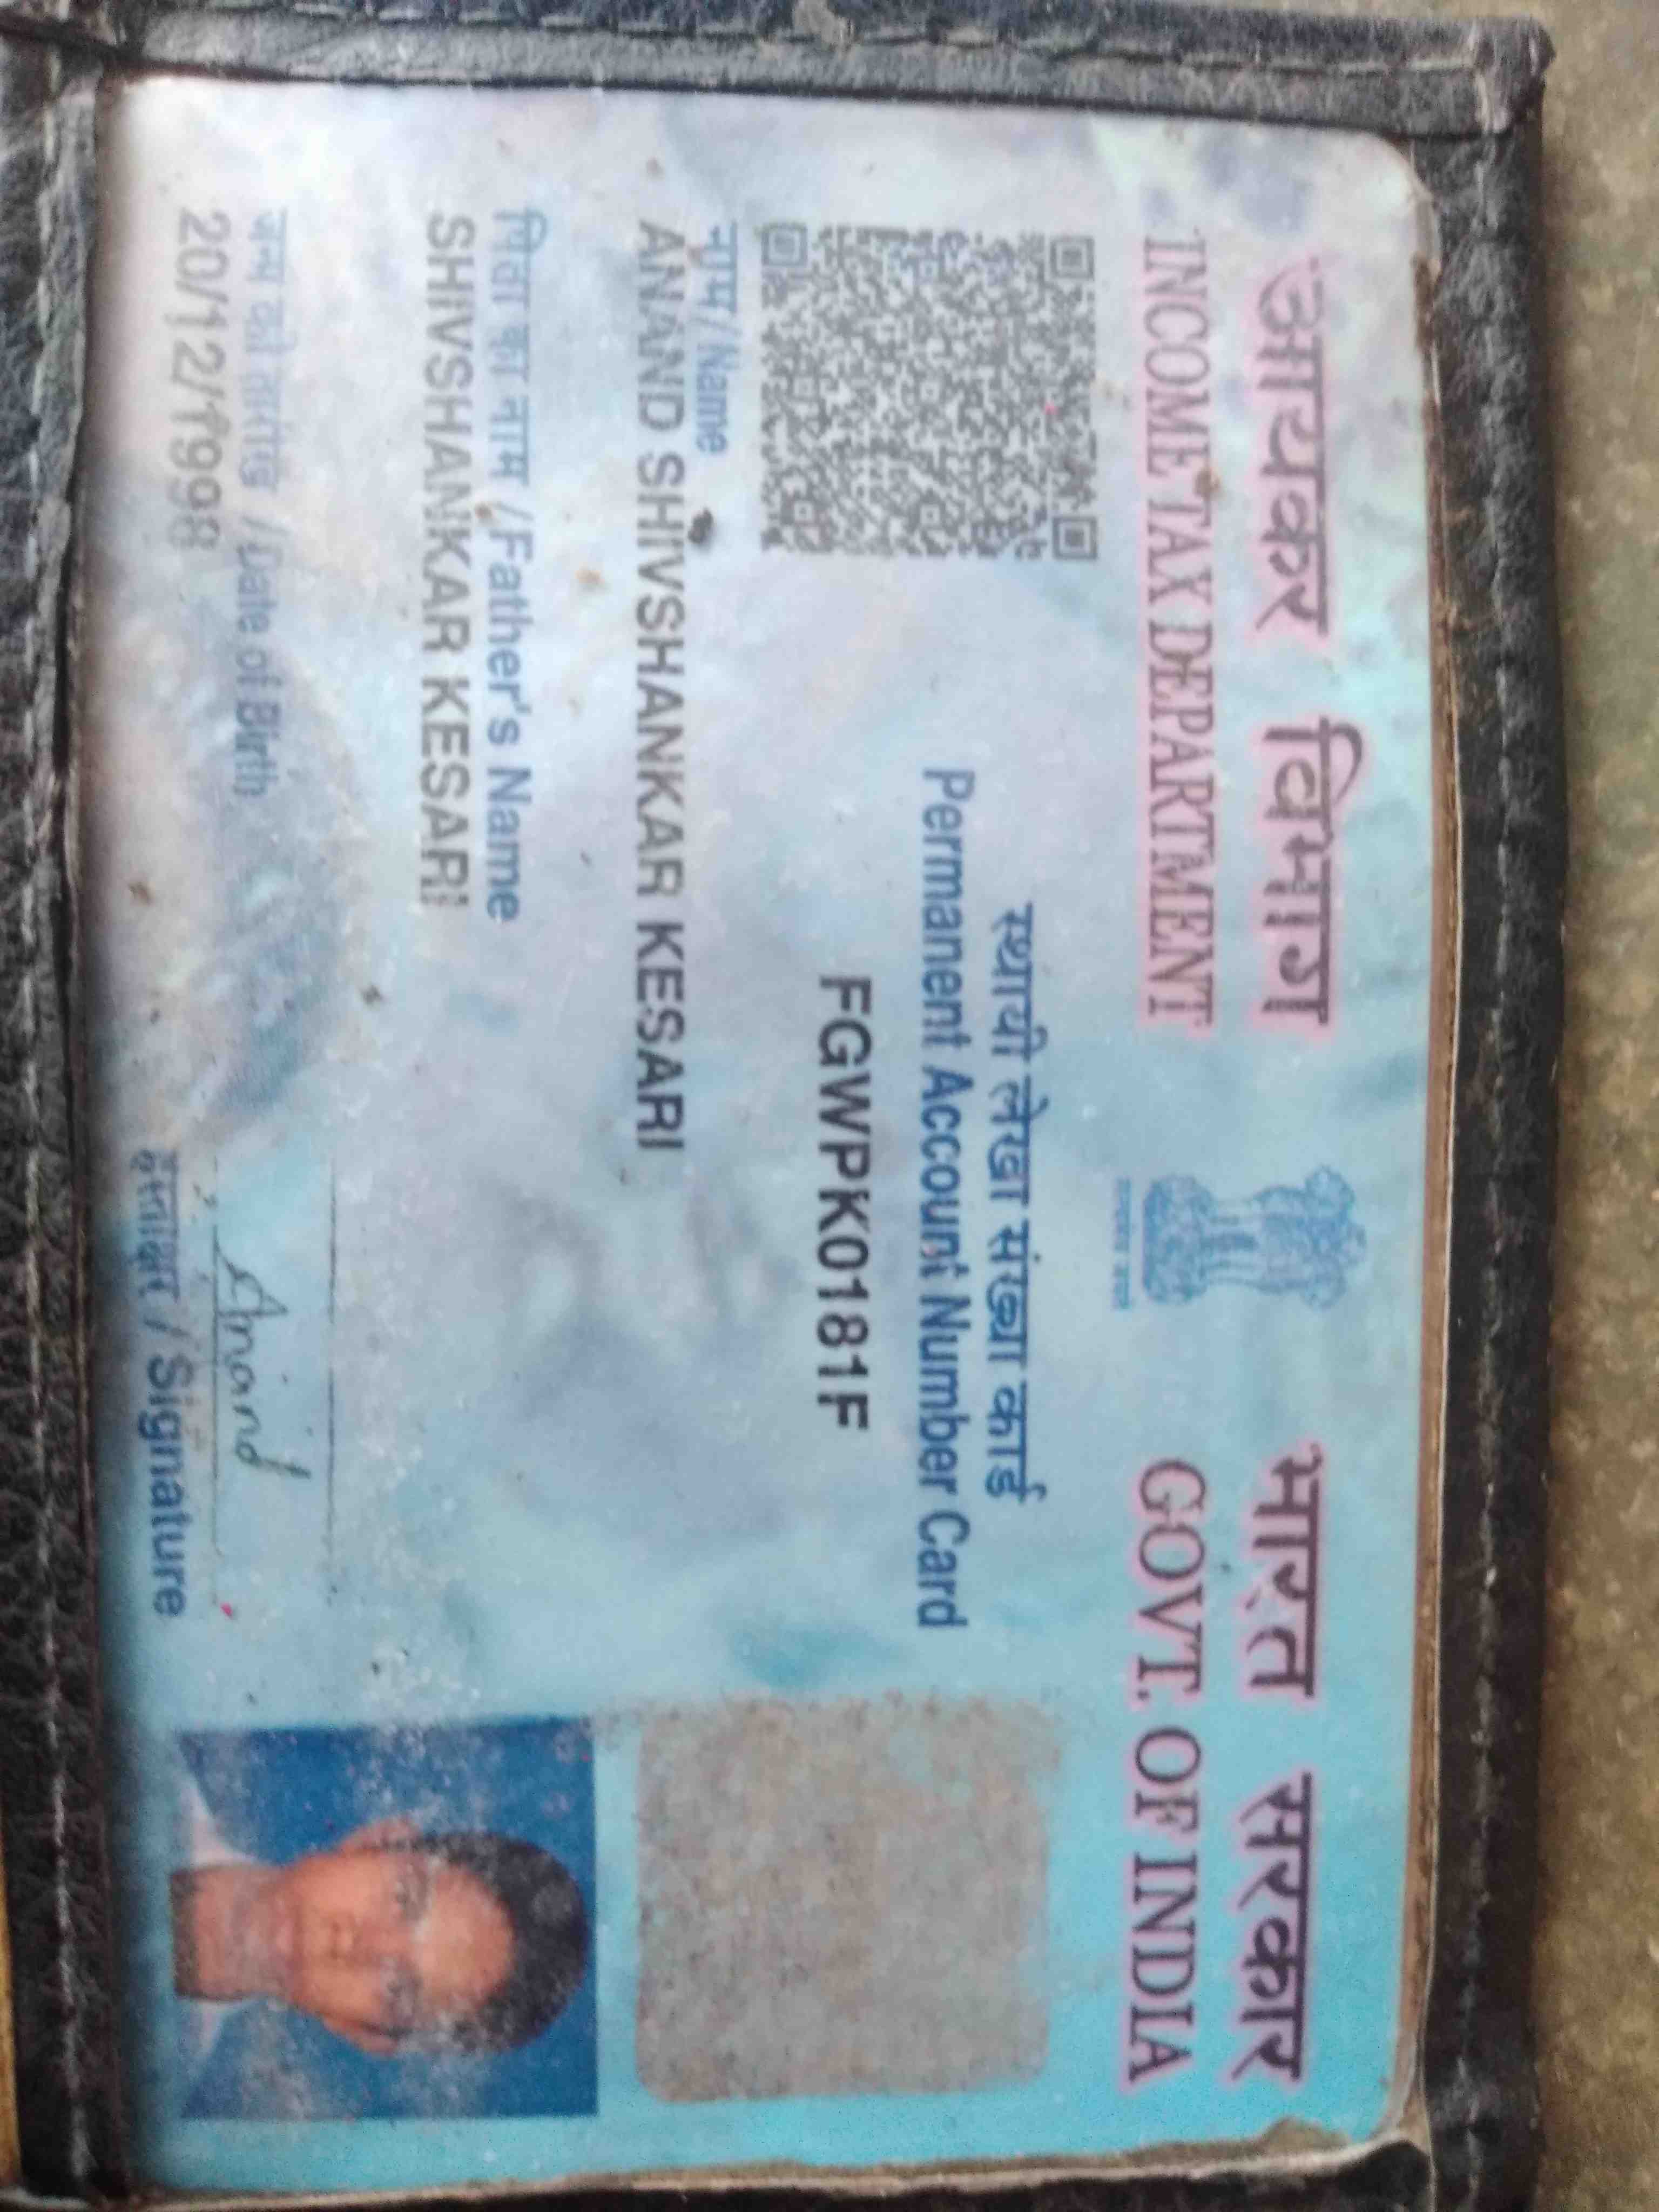 आयकर विभाग
INCOME TAX DEPARTMENT
भारत सरकार
GOVT. OF INDIA
स्थायी लेखा संख्या कार्ड
Permanent Account Number Card
FGWPK0181F
नाम / Name
ANAND SHIVSHANKAR KESARI
पिता का नाम / Father's Name
SHIVSHANKAR KESARI
जन्म की तारीख / Date of Birth
20/12/1998
Anand
हस्ताक्षर / Signature